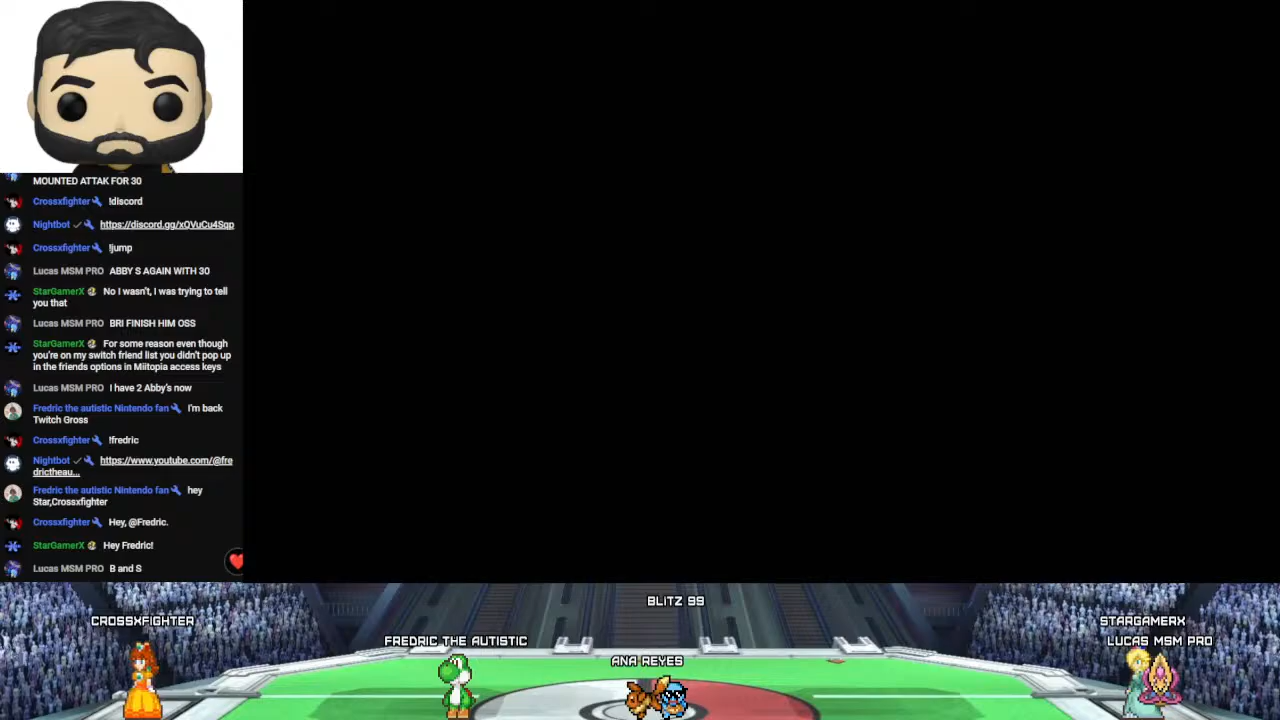 MOUNTED ATTAK FOR 30
Crossxfighter !discord
Nightbot https://discord.gg/xQVuCu4Sqp
Crossxfighter !jump
Lucas MSM PRO ABBY S AGAIN WITH 30
StarGamerX No I wasn't, I was trying to tell
you that
Lucas MSM PRO BRI FINISH HIM OSS
StarGamerX For some reason even though
you're on my switch friend list you didn't pop up
in the friends options in Miitopia access keys
Lucas MSM PRO I have 2 Abby's now
Fredric the autistic Nintendo fan I'm back
Twitch Gross
Crossxfighter !fredric
Nightbot https://www.youtube.com/@fre
drictheau...
Fredric the autistic Nintendo fan hey
Star,Crossxfighter
Crossxfighter Hey, @Fredric.
StarGamerX Hey Fredric!
Lucas MSM PRO B and S
BLITZ 99
CROSSXFIGHTER
STARGAMERX
FREDRIC THE AUTISTIC
LUCAS MSM PRO
ANA REYES